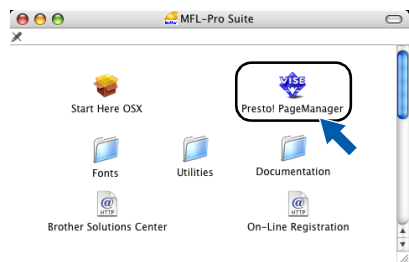 MFL-Pro Suite
VISE
Start Here OSX
Presto! PageManager
Fonts
Utilities
Documentation
@
HTTP
@
HTTP
Brother Solutions Center
On-Line Registration